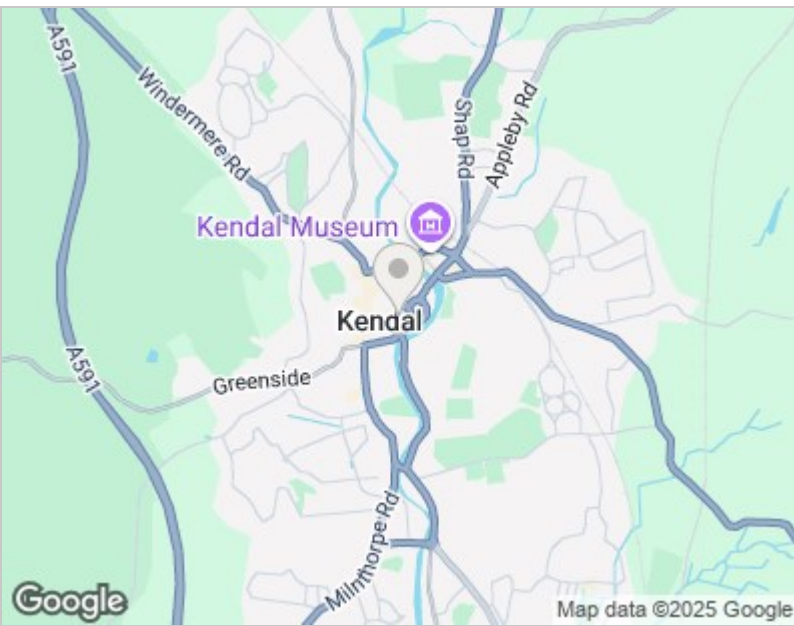 A591
Windermere Rd
Shap Rd
Appleby Rd
Kendal Museum
Kendal
A591
Greenside
Milnthorpe Rd
Google
Map data ©2025 Google